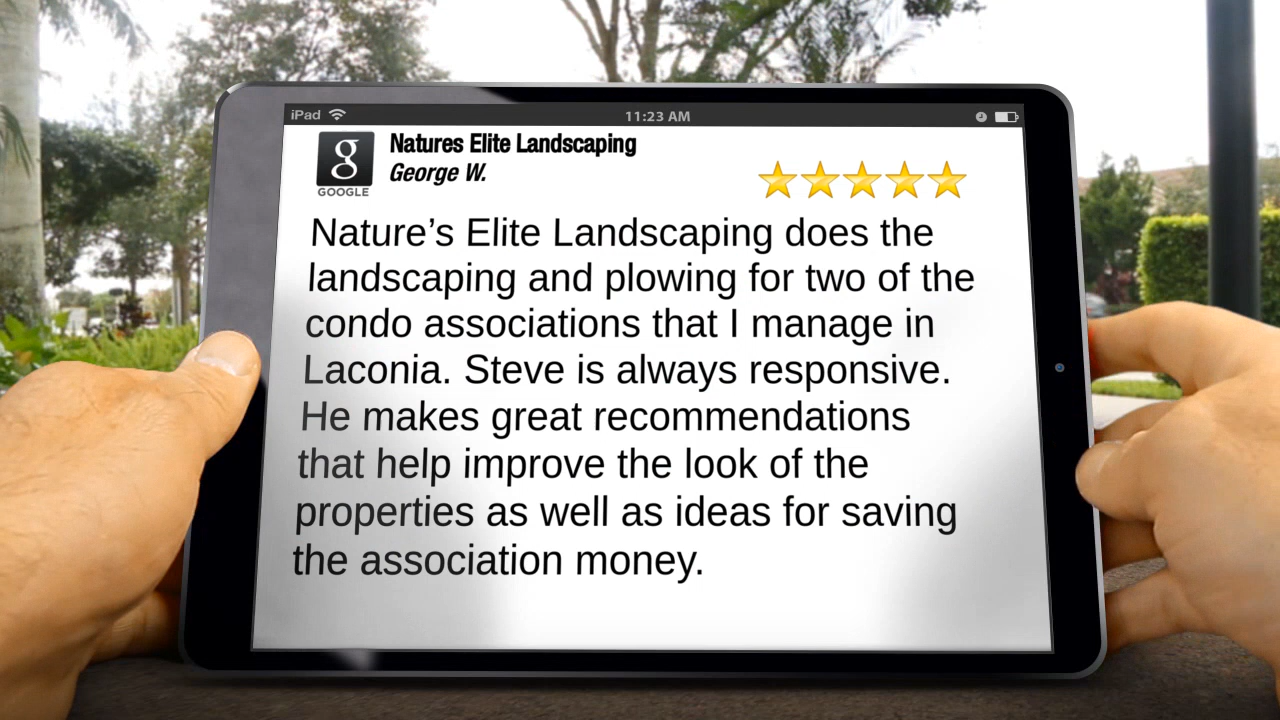 iPad 11:23 AM
g
GOOGLE
Natures Elite Landscaping
George W.
Nature’s Elite Landscaping does the
landscaping and plowing for two of the
condo associations that I manage in
Laconia. Steve is always responsive.
He makes great recommendations
that help improve the look of the
properties as well as ideas for saving
the association money.